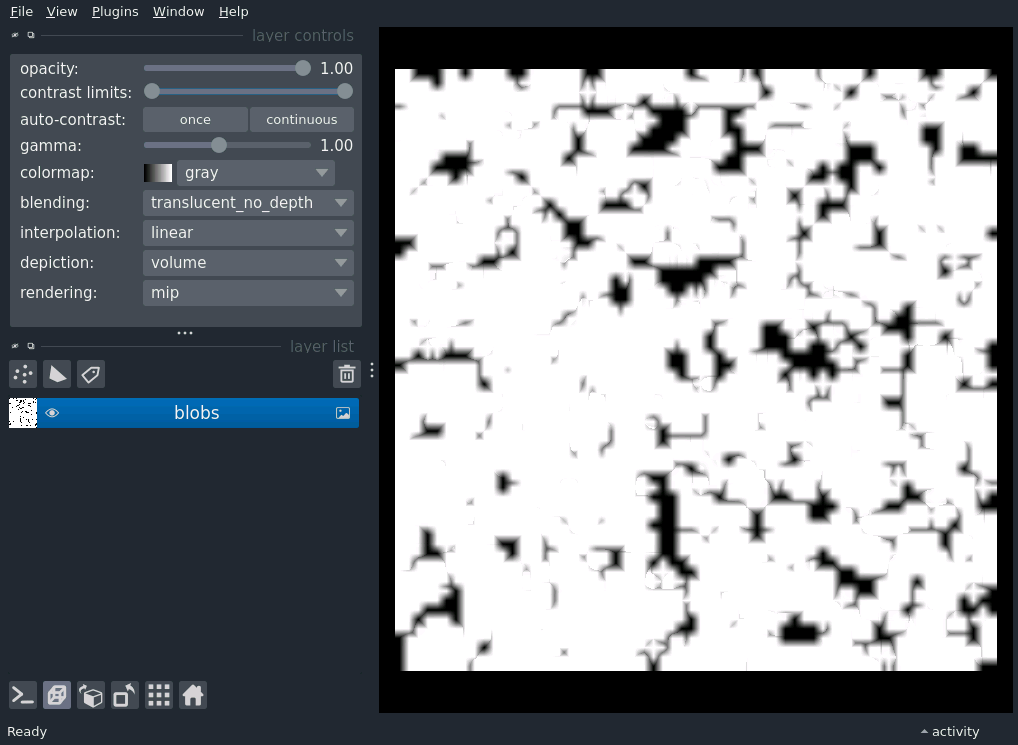 File View Plugins Window Help
layer controls
opacity: 1.00
contrast limits:
auto-contrast: once continuous
gamma: 1.00
colormap: gray
blending: translucent_no_depth
interpolation: linear
depiction: volume
rendering: mip
layer list
blobs
Ready activity